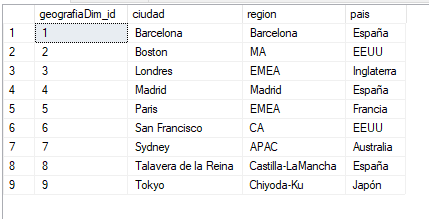 geografiaDim_id ciudad region pais
1 1 Barcelona Barcelona España
2 2 Boston MA EEUU
3 3 Londres EMEA Inglaterra
4 4 Madrid Madrid España
5 5 Paris EMEA Francia
6 6 San Francisco CA EEUU
7 7 Sydney APAC Australia
8 8 Talavera de la Reina Castilla-LaMancha España
9 9 Tokyo Chiyoda-Ku Japón